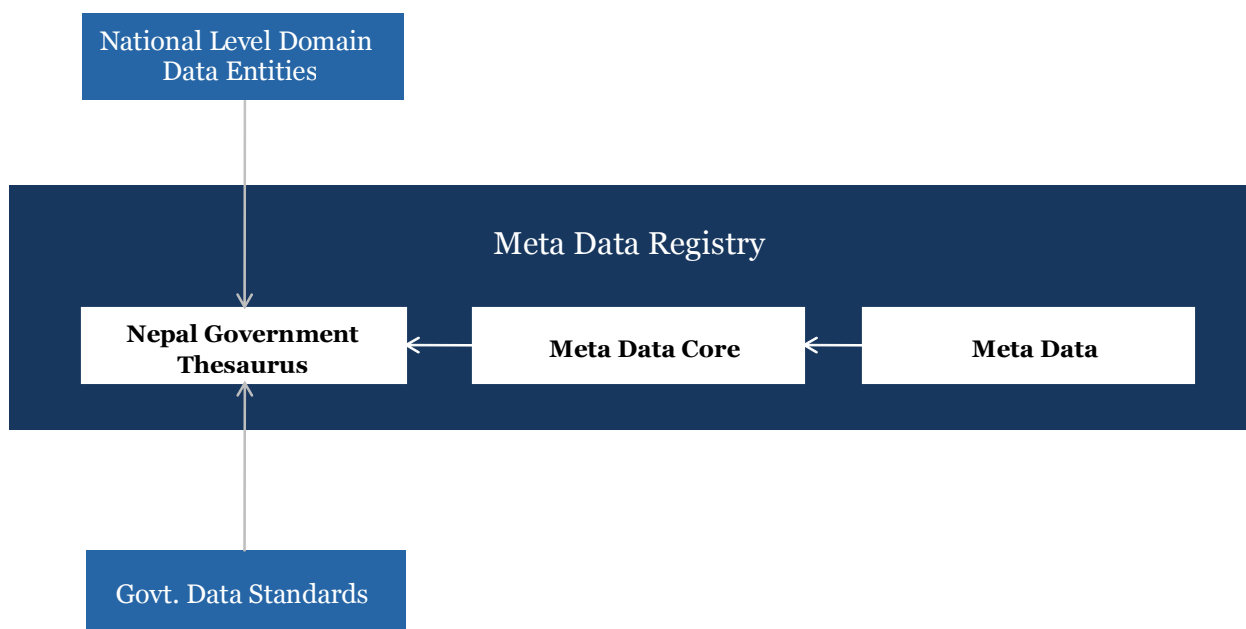 National Level Domain
Data Entities
Meta Data Registry
Nepal Government
Thesaurus
Meta Data Core
Meta Data
Govt. Data Standards